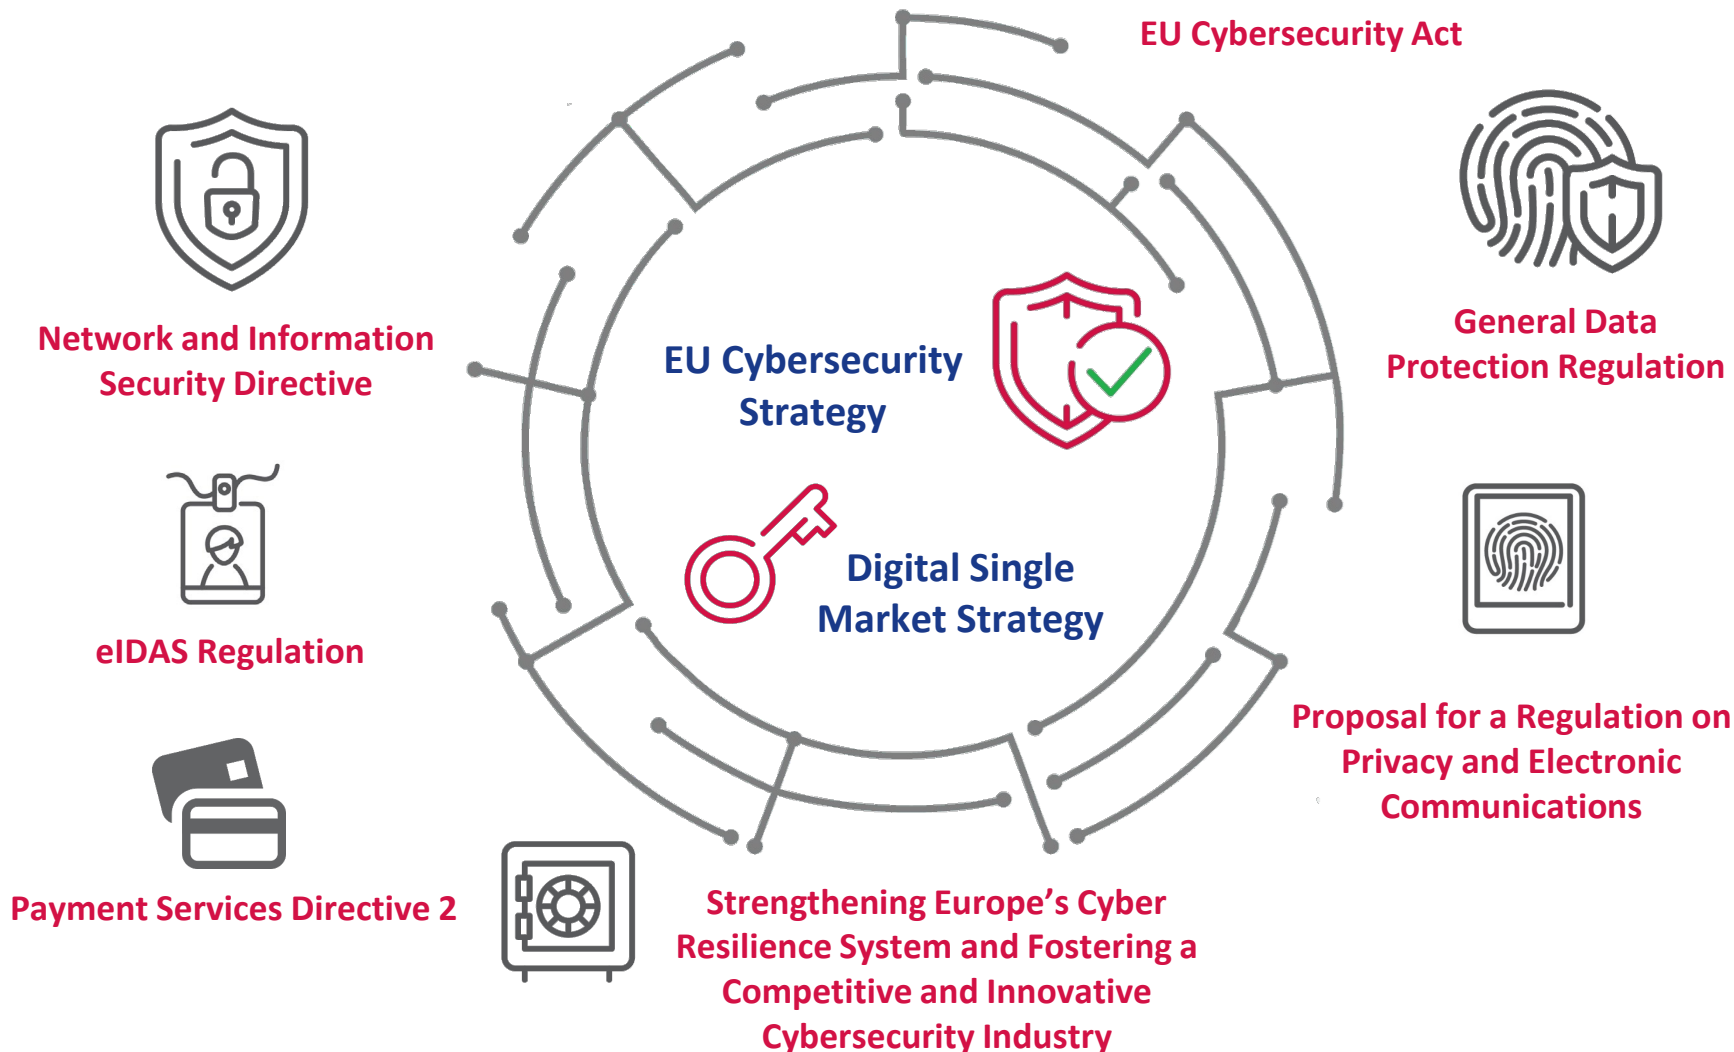 EU Cybersecurity Act
Network and Information
Security Directive
General Data
Protection Regulation
EU Cybersecurity
Strategy
Digital Single
Market Strategy
eIDAS Regulation
Proposal for a Regulation on
Privacy and Electronic
Communications
Payment Services Directive 2
Strengthening Europe’s Cyber
Resilience System and Fostering a
Competitive and Innovative
Cybersecurity Industry